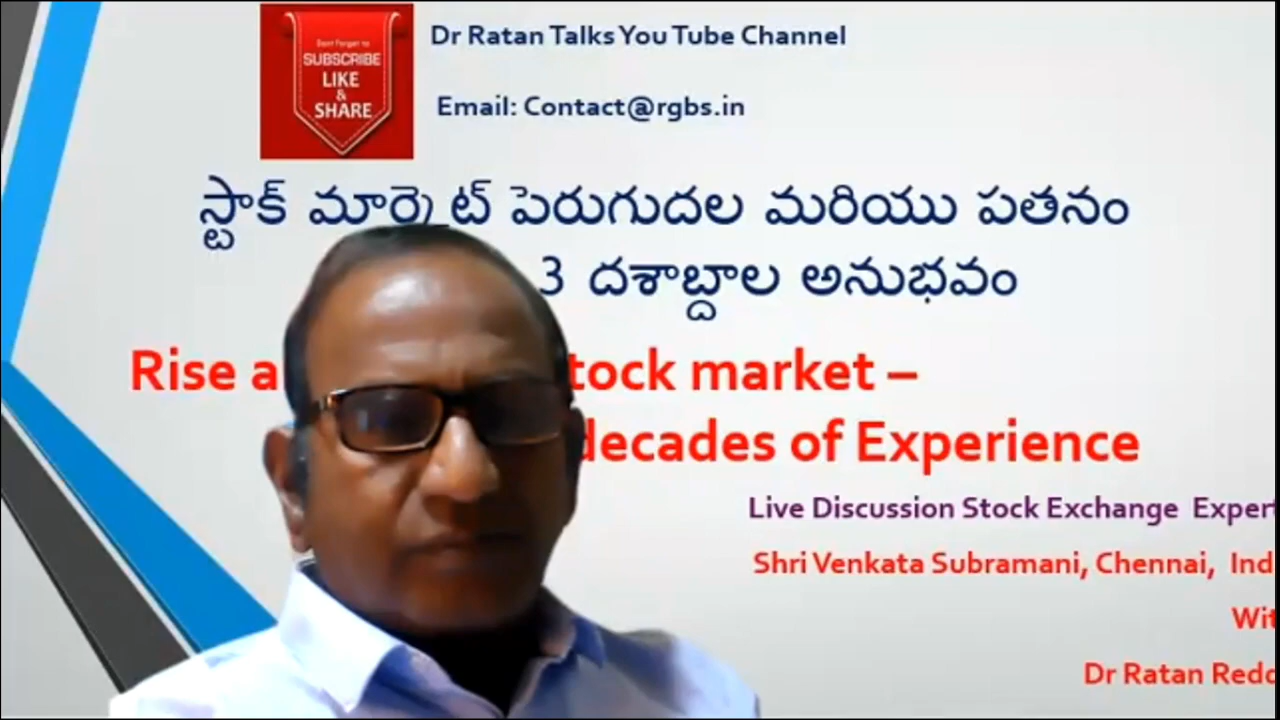 Dont Forget to
SUBSCRIBE
LIKE
&
SHARE
Dr Ratan Talks You Tube Channel
Email: Contact@rgbs.in
స్టాక్ పెరుగుదల మరియు పతనం
3 దశాబ్దాల అనుభవం
Rise tock market –
decades of Experience
Live Discussion Stock Exchange Expert
Shri Venkata Subramani, Chennai, Ind
Wit
Dr Ratan Redd